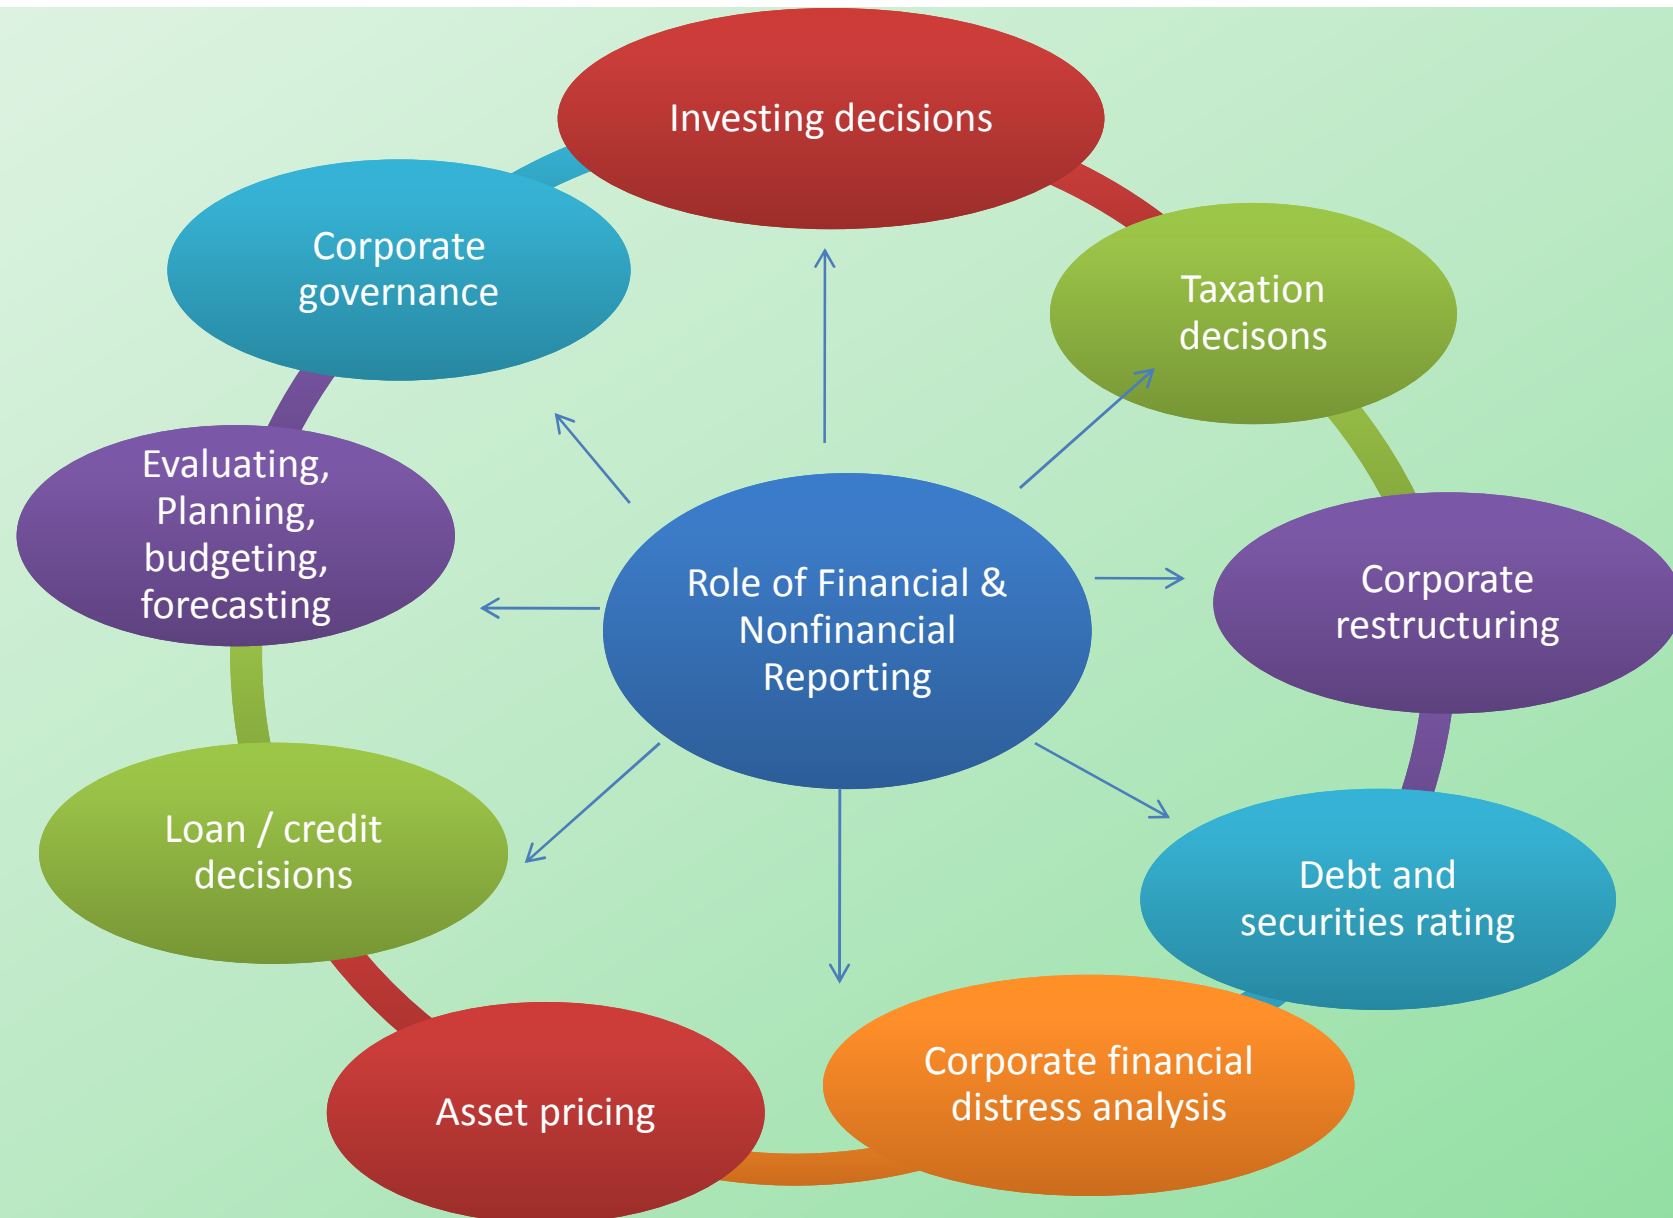 Investing decisions
Taxation
decisons
Corporate
restructuring
Debt and
securities rating
Corporate financial
distress analysis
Asset pricing
Loan / credit
decisions
Evaluating,
Planning,
budgeting,
forecasting
Corporate
governance
Role of Financial &
Nonfinancial
Reporting